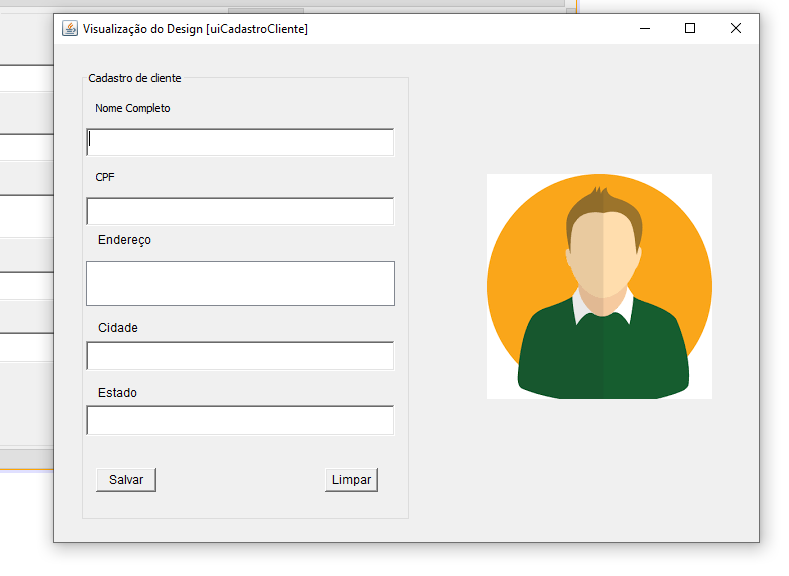 Visualização do Design [uiCadastroCliente]
Cadastro de cliente
Nome Completo
CPF
Endereço
Cidade
Estado
Salvar
Limpar